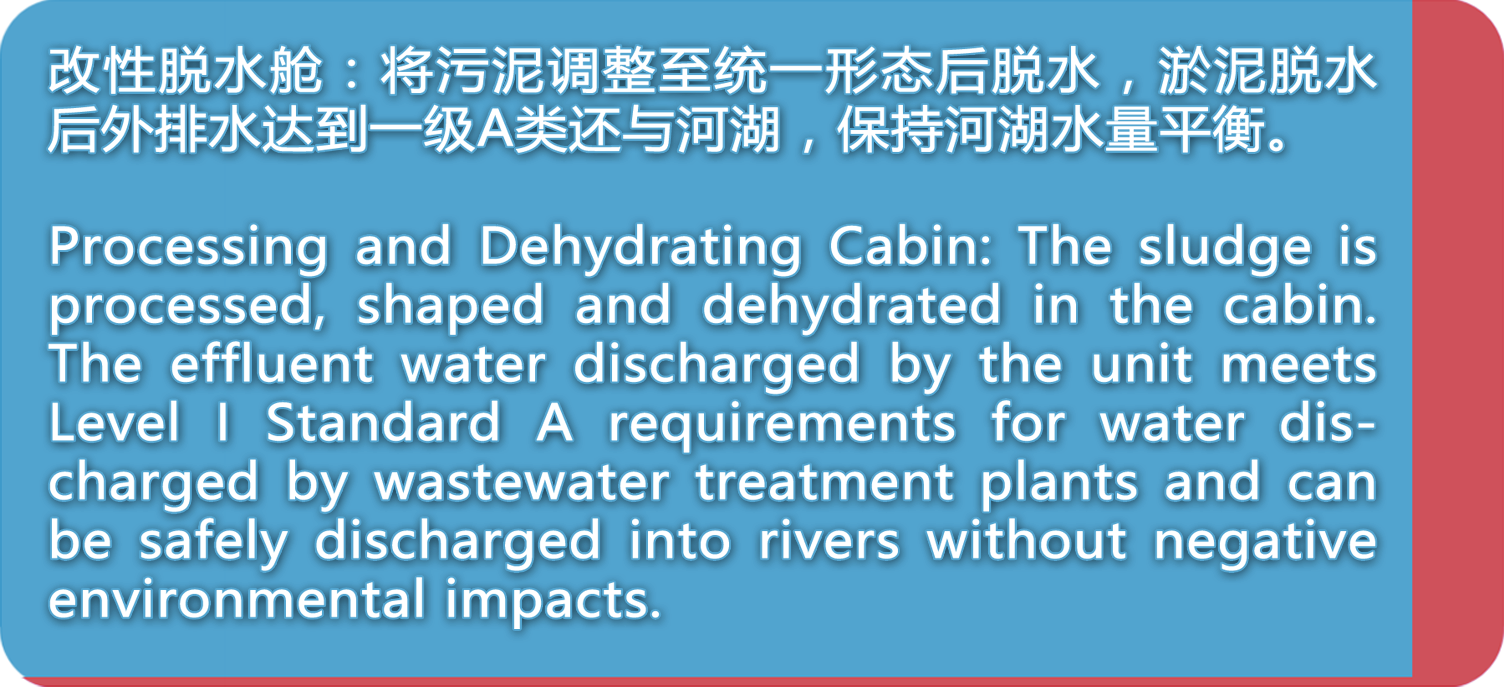 改性脱水舱：将污泥调整至统一形态后脱水，淤泥脱水
后外排水达到一级A类还与河湖，保持河湖水量平衡。
Processing and Dehydrating Cabin: The sludge is
processed, shaped and dehydrated in the cabin.
The effluent water discharged by the unit meets
Level I Standard A requirements for water dis-
charged by wastewater treatment plants and can
be safely discharged into rivers without negative
environmental impacts.